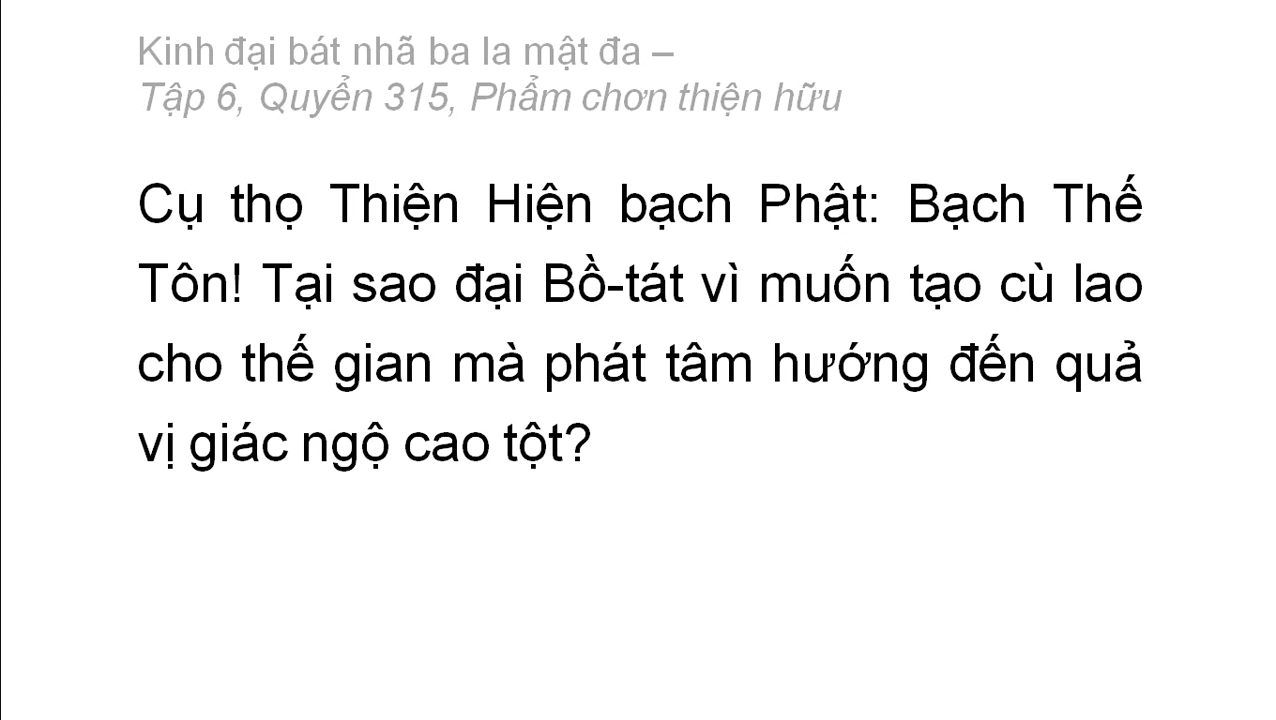 Kinh đại bát nhã ba la mật đa –
Tập 6, Quyển 315, Phẩm chơn thiện hữu
Cụ thọ Thiện Hiện bạch Phật: Bạch Thế
Tôn! Tại sao đại Bồ-tát vì muốn tạo cù lao
cho thế gian mà phát tâm hướng đến quả
vị giác ngộ cao tột?